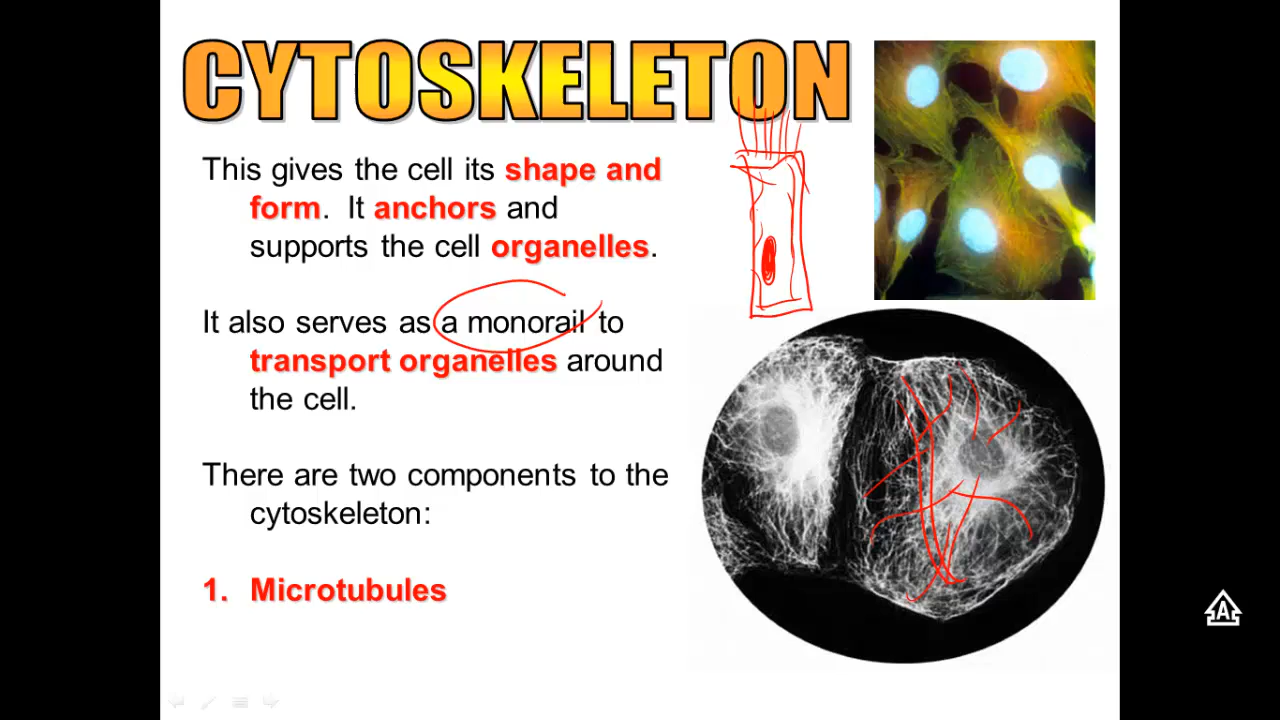 CYTOSKELETON
This gives the cell its shape and
form. It anchors and
supports the cell organelles.
It also serves as a monorail to
transport organelles around
the cell.
There are two components to the
cytoskeleton:
1. Microtubules
A